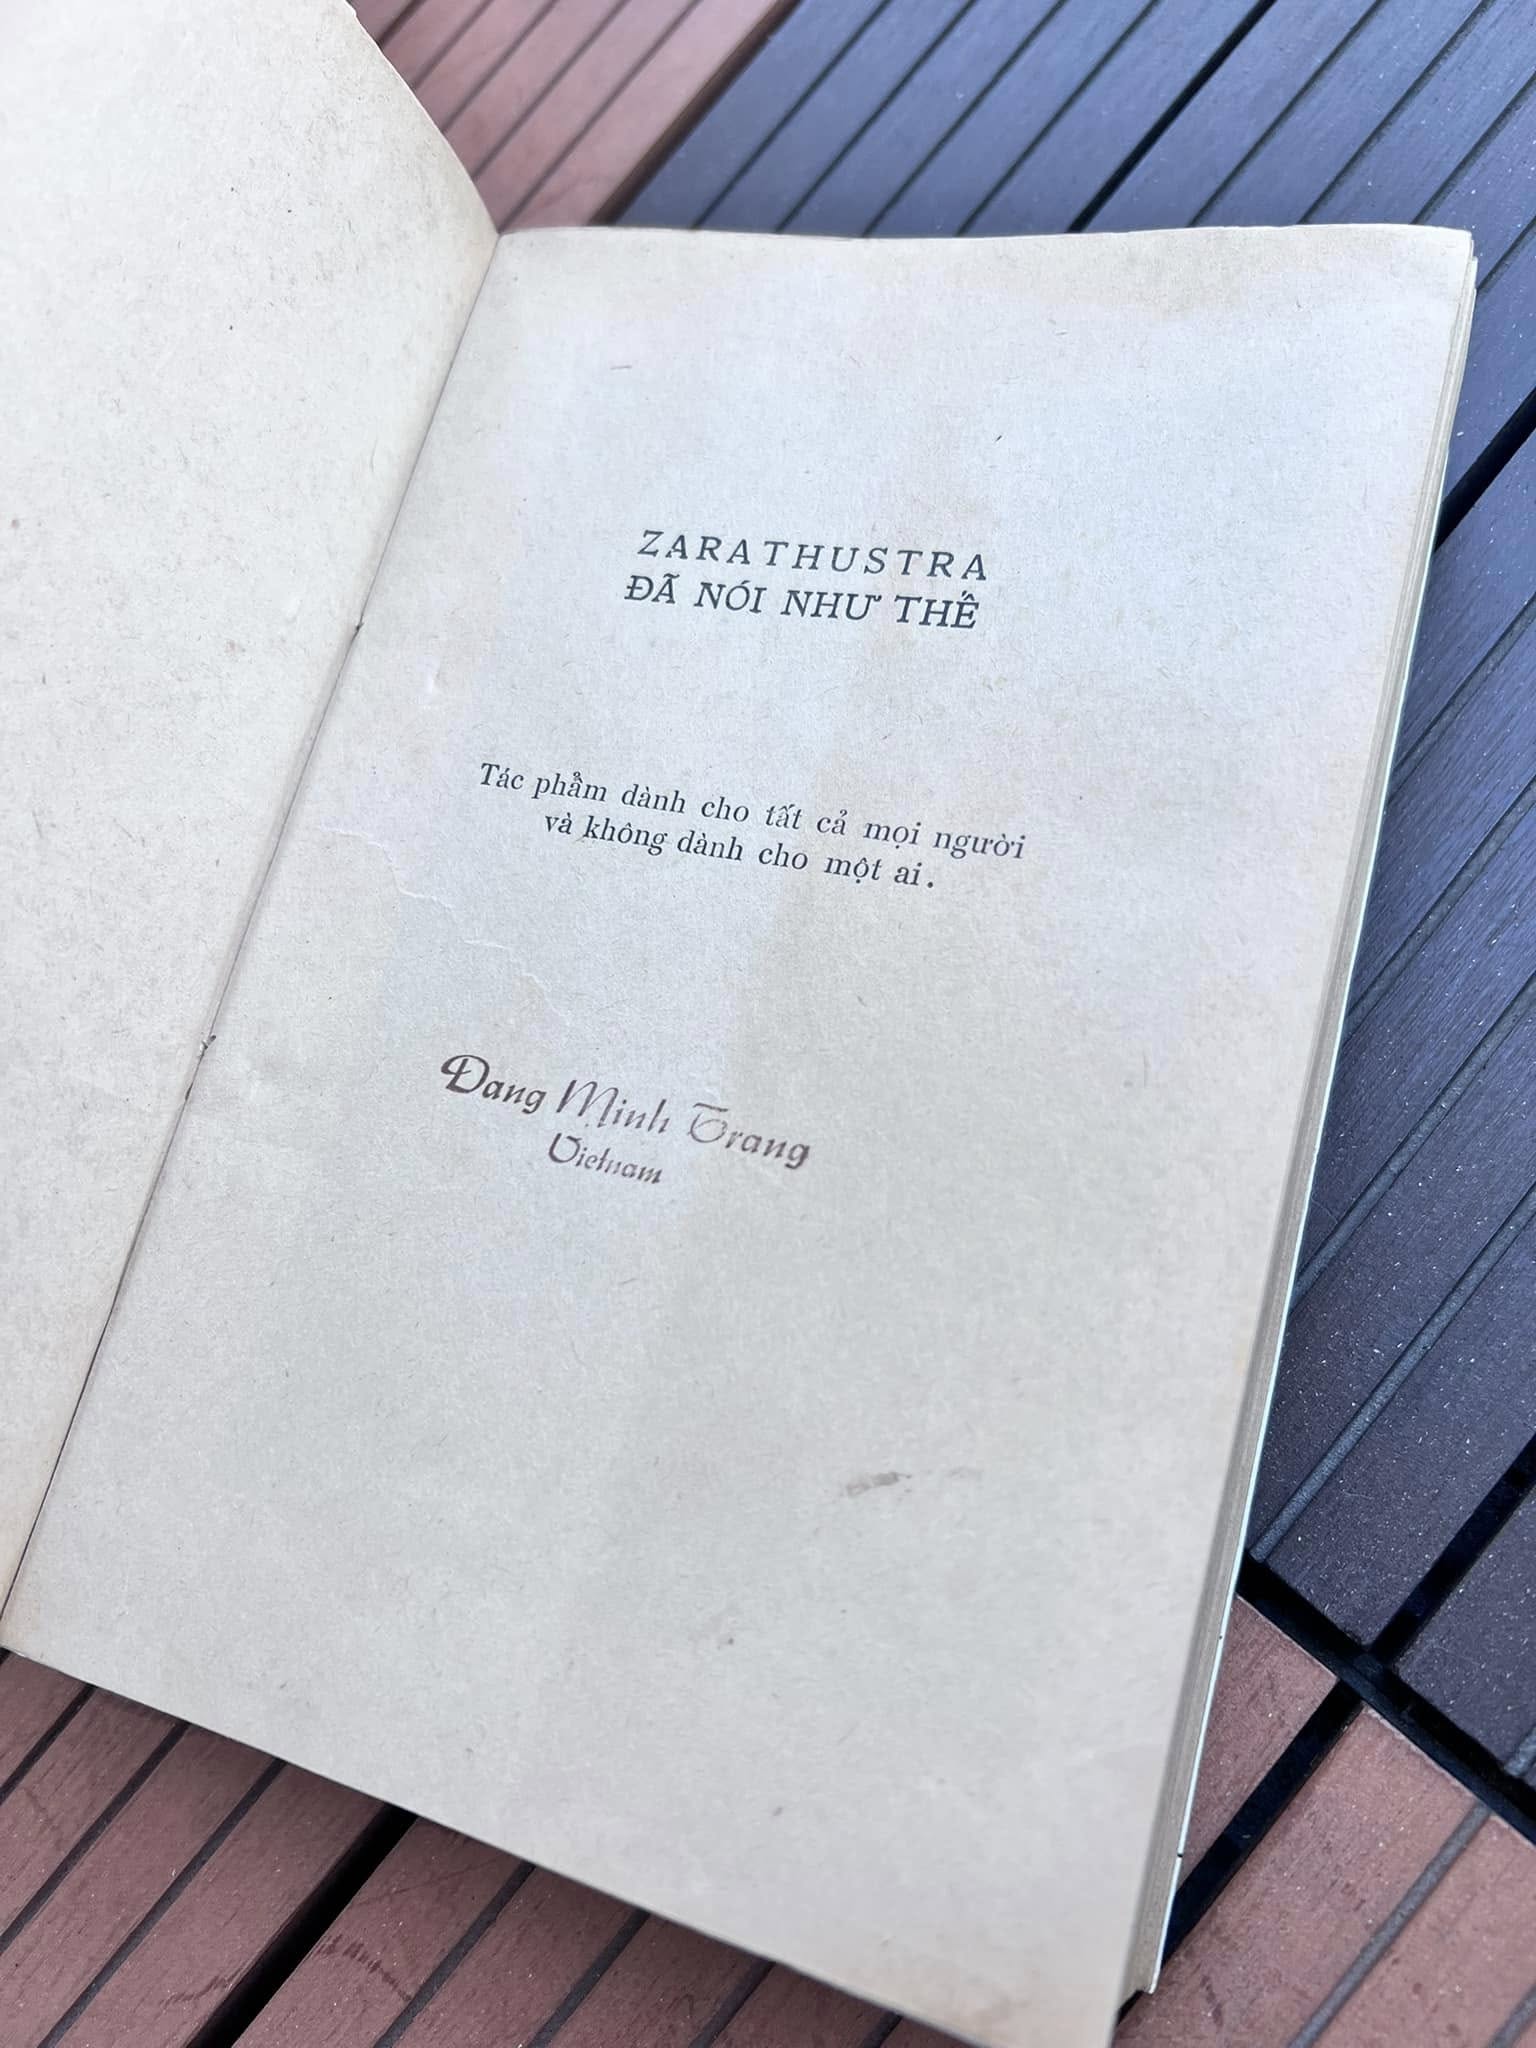 ZARATHUSTRA
ĐÃ NÓI NHƯ THẾ
Tác phẩm dành cho tất cả mọi người
và không dành cho một ai.
Đang Minh Trang
Vietnam